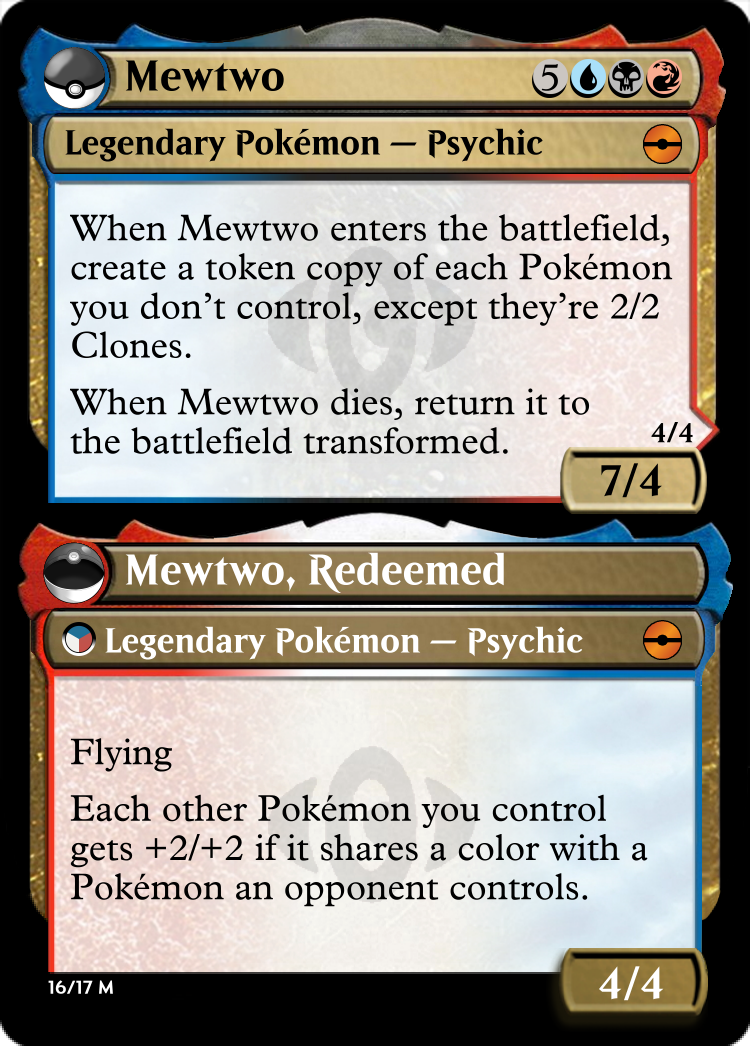 Mewtwo 5
Legendary Pokémon — Psychic
When Mewtwo enters the battlefield,
create a token copy of each Pokémon
you don't control, except they're 2/2
Clones.
When Mewtwo dies, return it to
the battlefield transformed.
4/4
7/4
Mewtwo, Redeemed
Legendary Pokémon — Psychic
Flying
Each other Pokémon you control
gets +2/+2 if it shares a color with a
Pokémon an opponent controls.
4/4
16/17 M